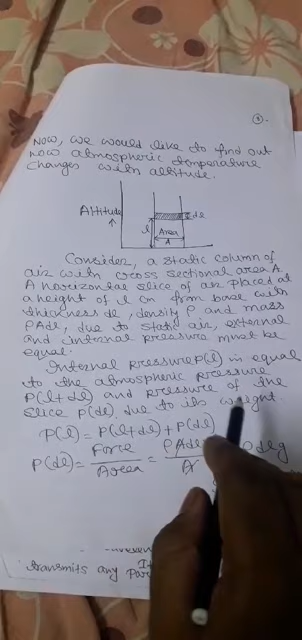 9.
Now, we would like to find out
how atmospheric temperature
changes with altitude.
Altitude
l
dl
Area
A
Consider, a static column of
air with cross sectional area A.
A horizontal slice of air placed at
a height of l cm from base with
thickness dl, density ρ and mass
ρAdl, due to static air, external
and internal pressure must be
equal.
Internal pressure P(l) is equal
to the atmospheric pressure
P(l+dl) and pressure of the
slice P(dl) due to its weight.
P(l) = P(l+dl) + P(dl)
P(dl) = Force/Area = ρAdl /A dlg
transmits any